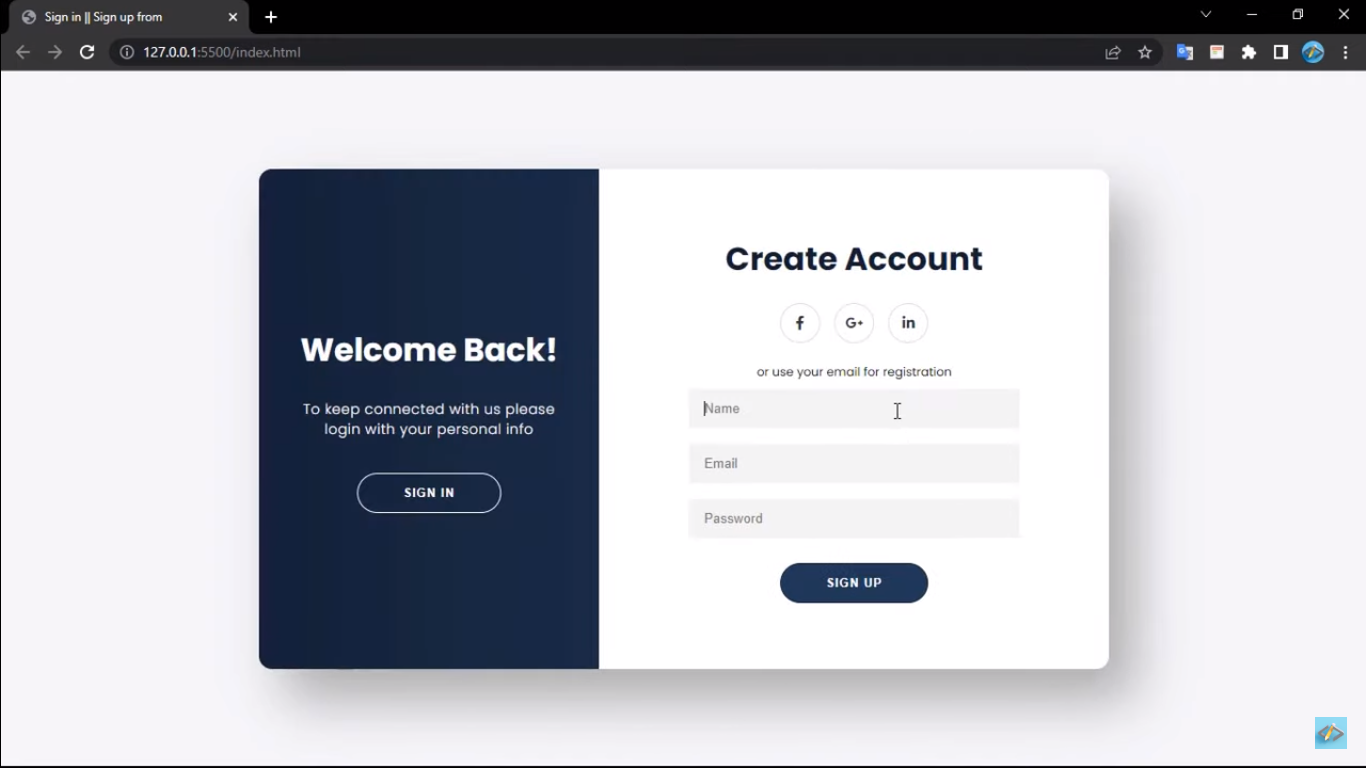 Sign in || Sign up from
127.0.0.1:5500/index.html
Welcome Back!
To keep connected with us please
login with your personal info
SIGN IN
Create Account
f
G+
in
or use your email for registration
Name
Email
Password
SIGN UP